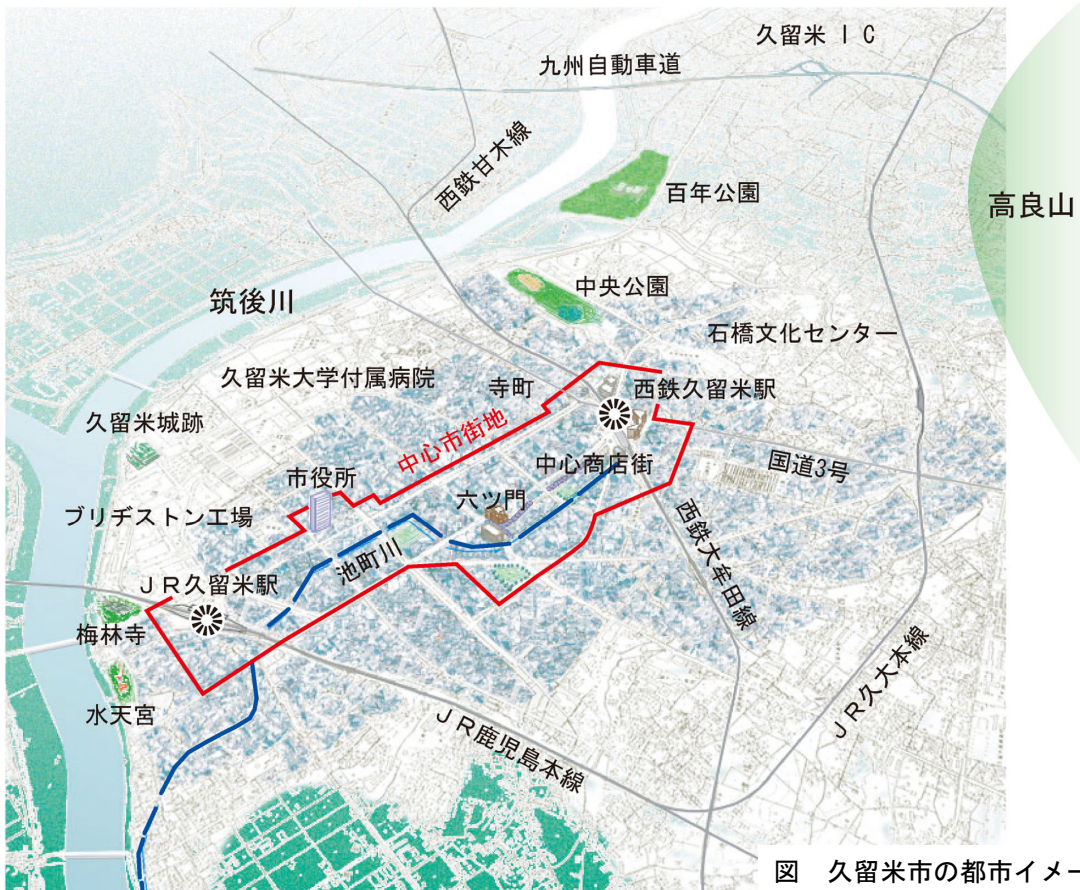 久留米 ＩＣ
九州自動車道
西鉄甘木線
百年公園
高良山
中央公園
筑後川
石橋文化センター
久留米大学付属病院
寺町
西鉄久留米駅
久留米城跡
中心市街地
中心商店街
国道3号
市役所
六ツ門
ブリヂストン工場
池町川
西鉄大牟田線
ＪＲ久留米駅
梅林寺
水天宮
ＪＲ久大本線
ＪＲ鹿児島本線
図　久留米市の都市イメー